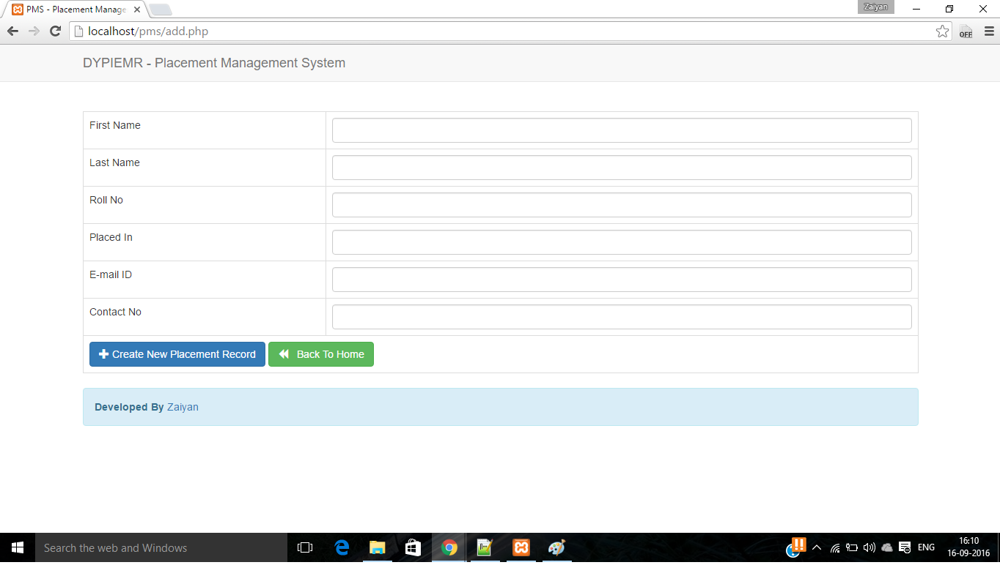 PMS - Placement Manage
Zaiyan
localhost/pms/add.php
OFF
DYPIEMR - Placement Management System
First Name
Last Name
Roll No
Placed In
E-mail ID
Contact No
Create New Placement Record
Back To Home
Developed By Zaiyan
Search the web and Windows
ENG
16:10
16-09-2016